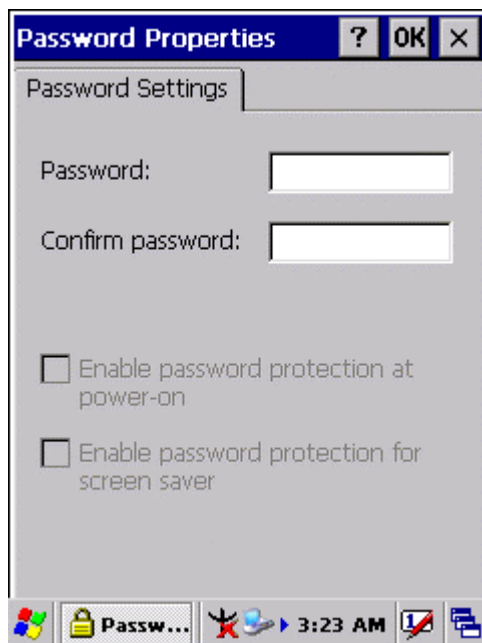 Password Properties ? OK ×
Password Settings
Password:
Confirm password:
Enable password protection at
power-on
Enable password protection for
screen saver
Passw... 3:23 AM 1